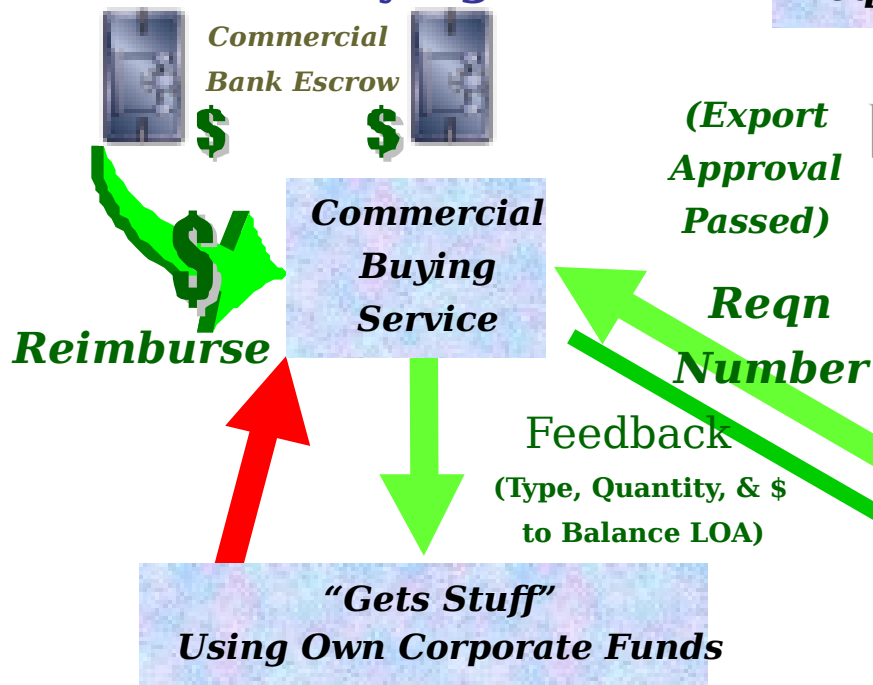 Commercial
Bank Escrow
$ $
(Export
Approval
Passed)
Commercial
Buying
Service
$
Reimburse
Reqn
Number
Feedback
(Type, Quantity, & $
to Balance LOA)
“Gets Stuff”
Using Own Corporate Funds